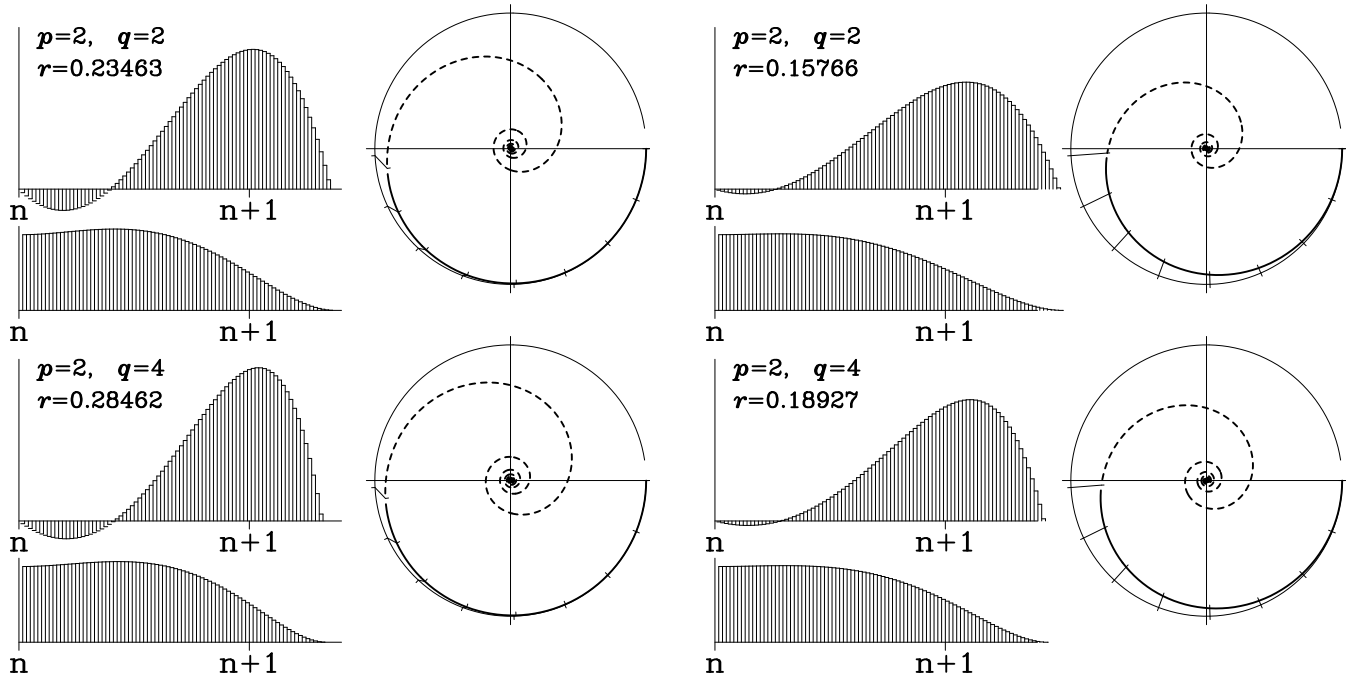 p=2, q=2
r=0.23463
n n+1
n n+1
p=2, q=2
r=0.15766
n n+1
n n+1
p=2, q=4
r=0.28462
n n+1
n n+1
p=2, q=4
r=0.18927
n n+1
n n+1